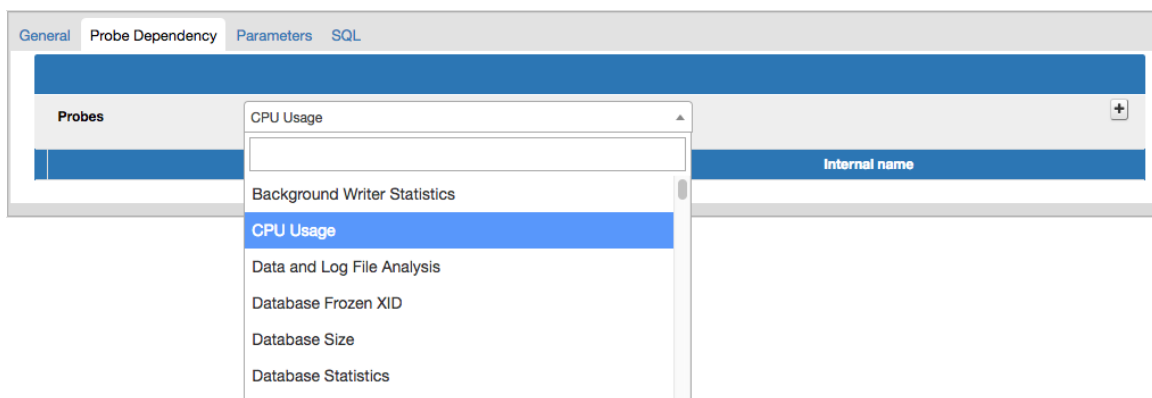 General Probe Dependency Parameters SQL
Probes CPU Usage +
Internal name
Background Writer Statistics
CPU Usage
Data and Log File Analysis
Database Frozen XID
Database Size
Database Statistics